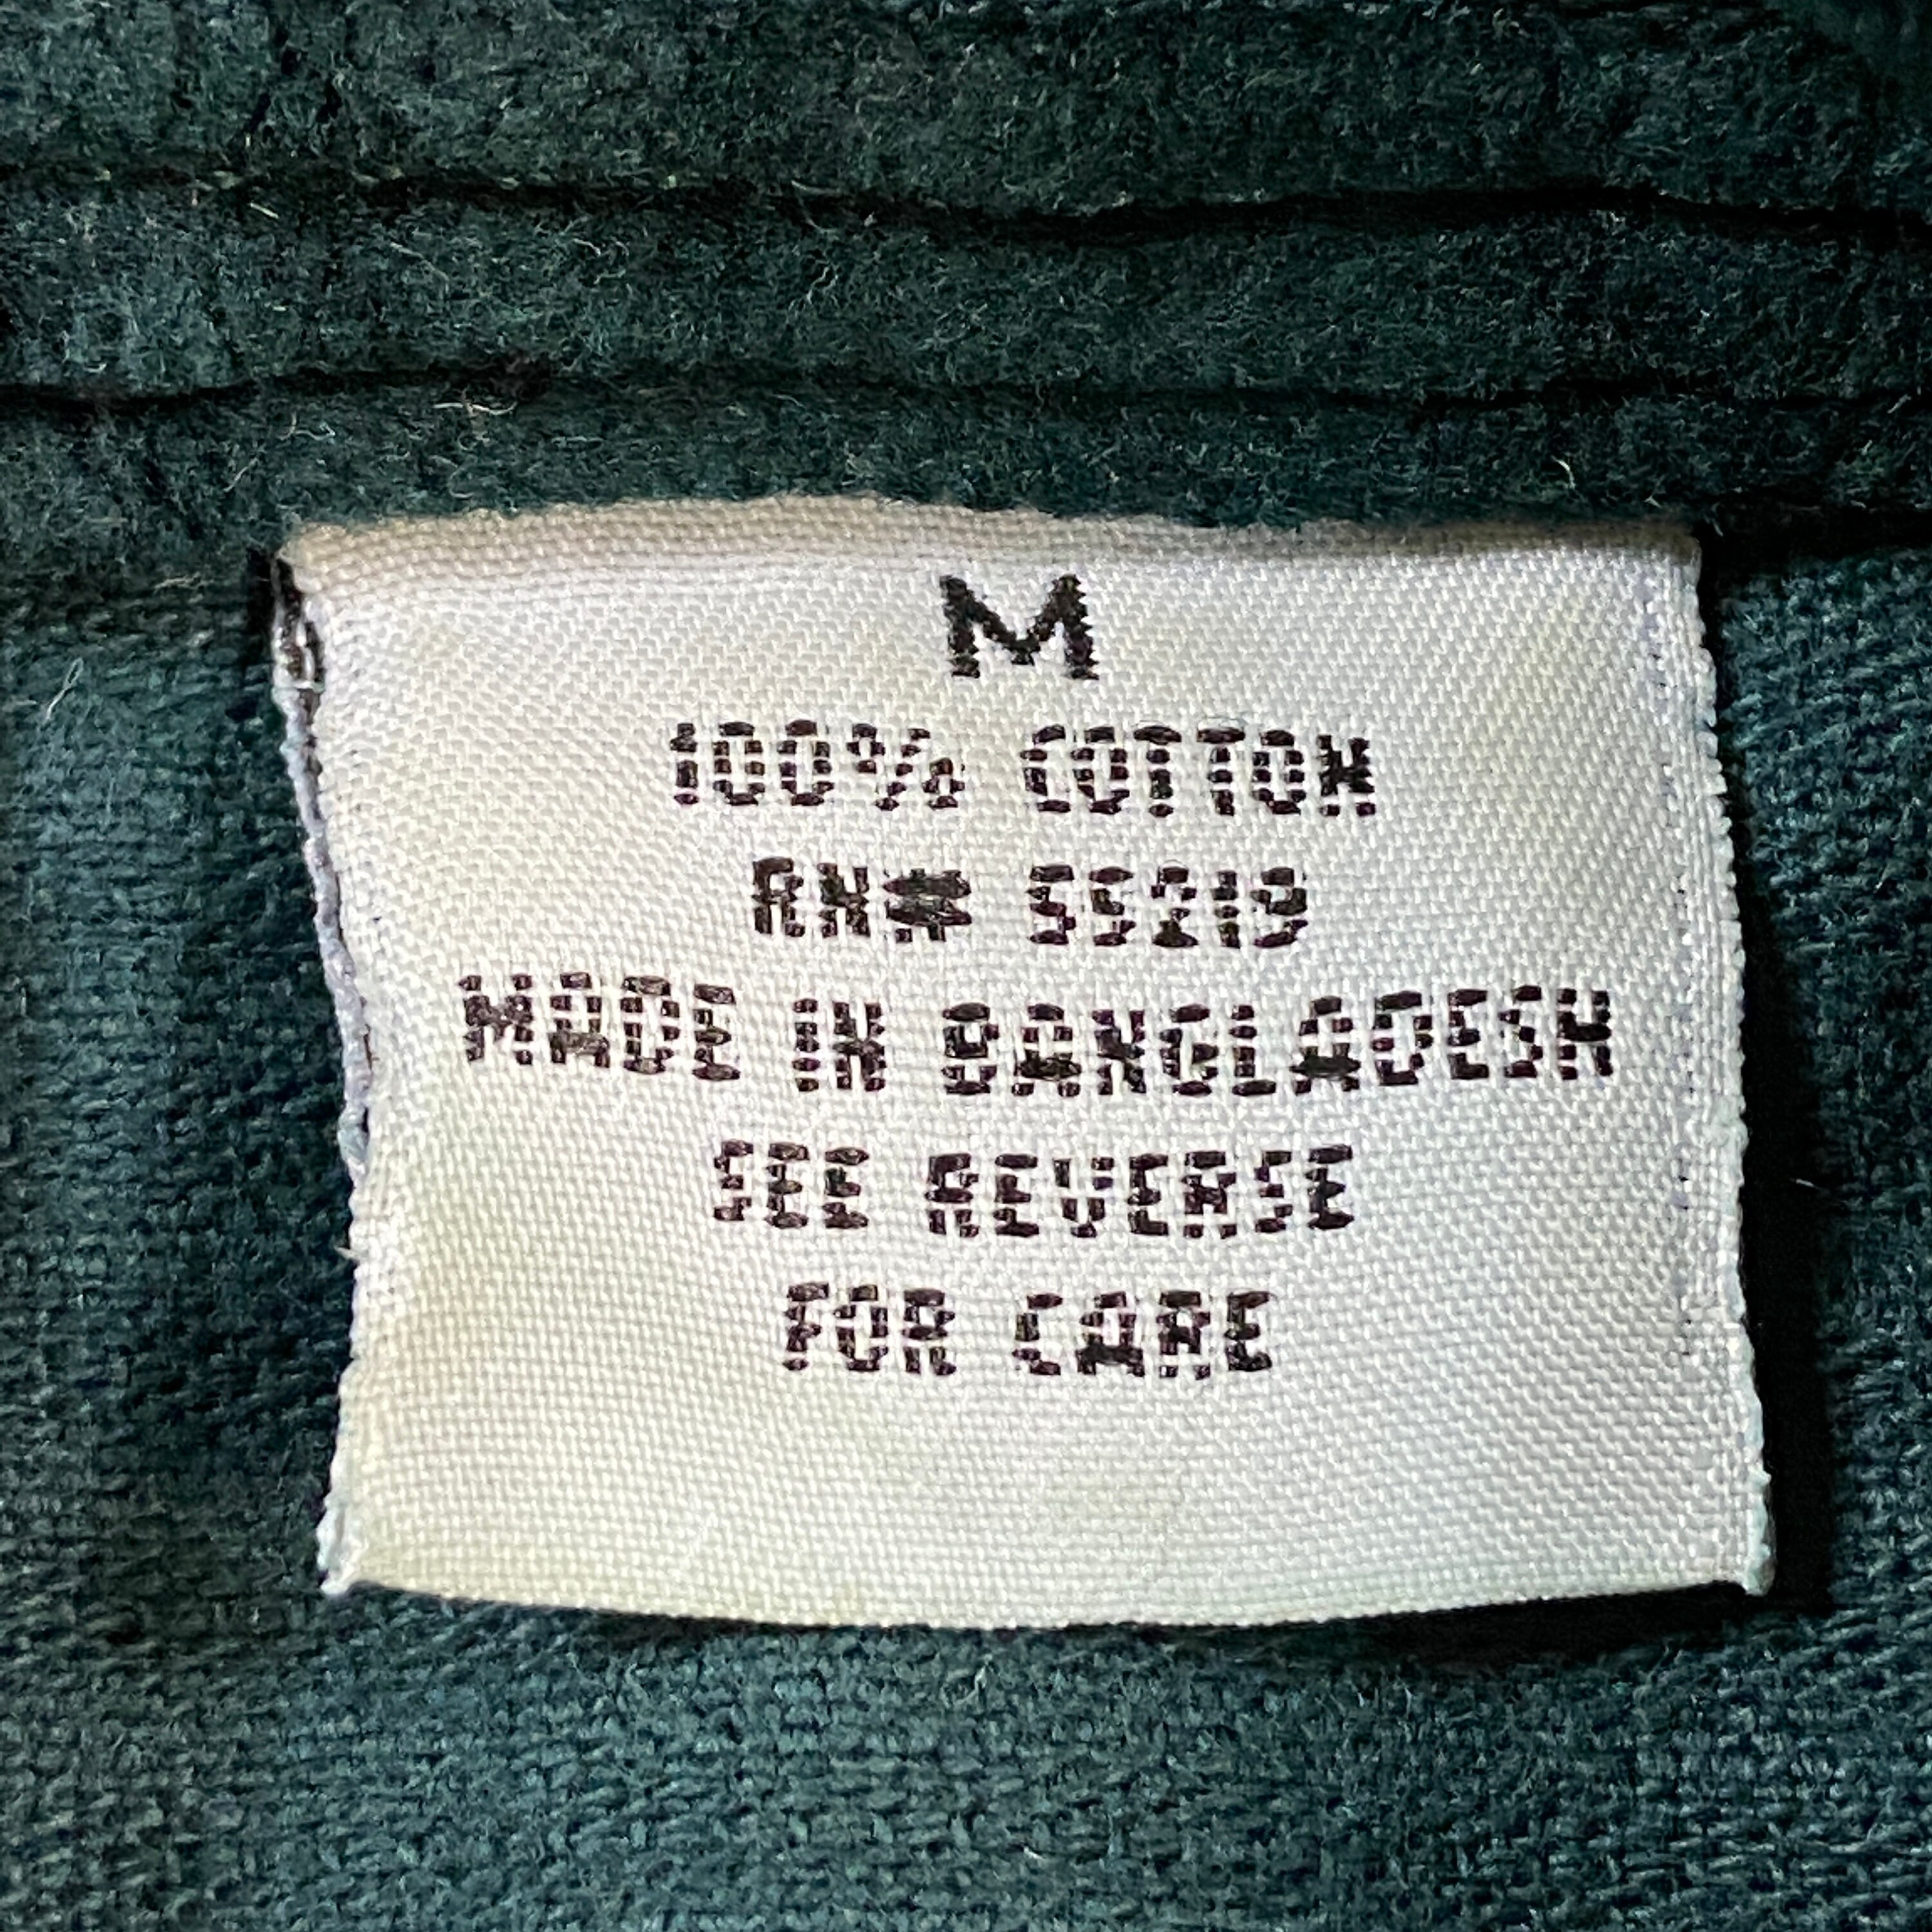 M
100% COTTON
RN# 55219
MADE IN BANGLADESH
SEE REVERSE
FOR CARE